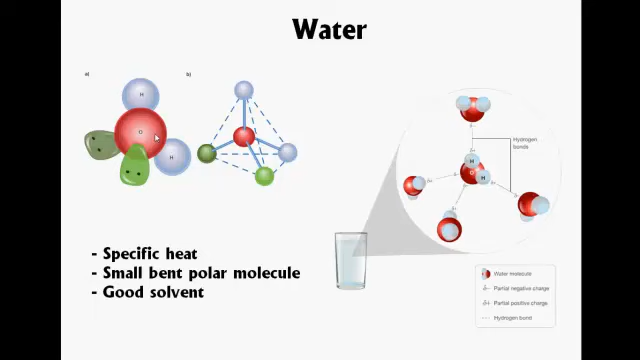 Water
a)
b)
H
O
H
- Specific heat
- Small bent polar molecule
- Good solvent
Hydrogen
bonds
H
O
H
δ+
δ+
Water molecule
δ- Partial negative charge
δ+ Partial positive charge
Hydrogen bond